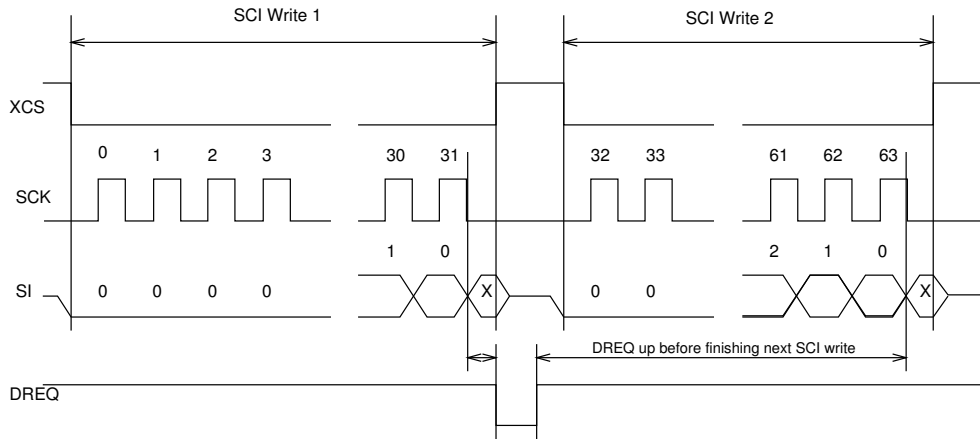 SCI Write 1 SCI Write 2
XCS
0 1 2 3 30 31 32 33 61 62 63
SCK
1 0 2 1 0
SI 0 0 0 0 X 0 0 X
DREQ up before finishing next SCI write
DREQ